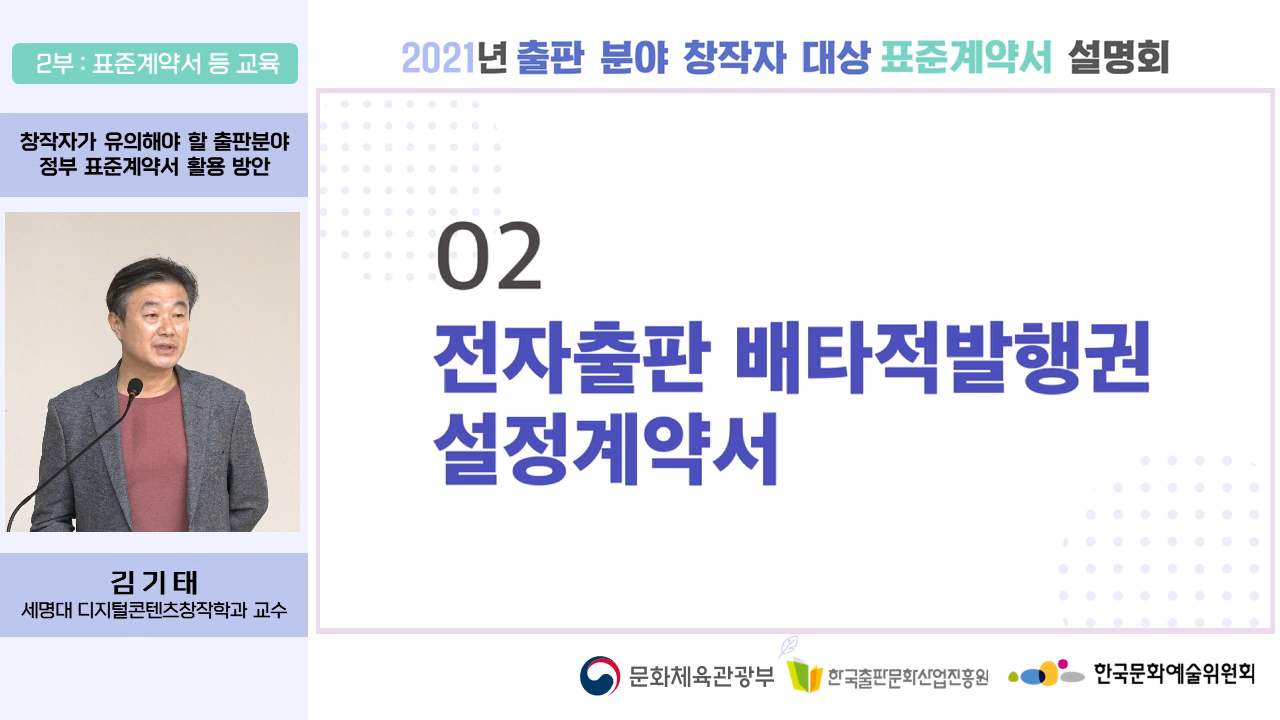 2부 : 표준계약서 등 교육
창작자가 유의해야 할 출판분야
정부 표준계약서 활용 방안
김기태
세명대 디지털콘텐츠창작학과 교수
2021년 출판 분야 창작자 대상 표준계약서 설명회
02
전자출판 배타적발행권
설정계약서
문화체육관광부
한국출판문화산업진흥원
한국문화예술위원회